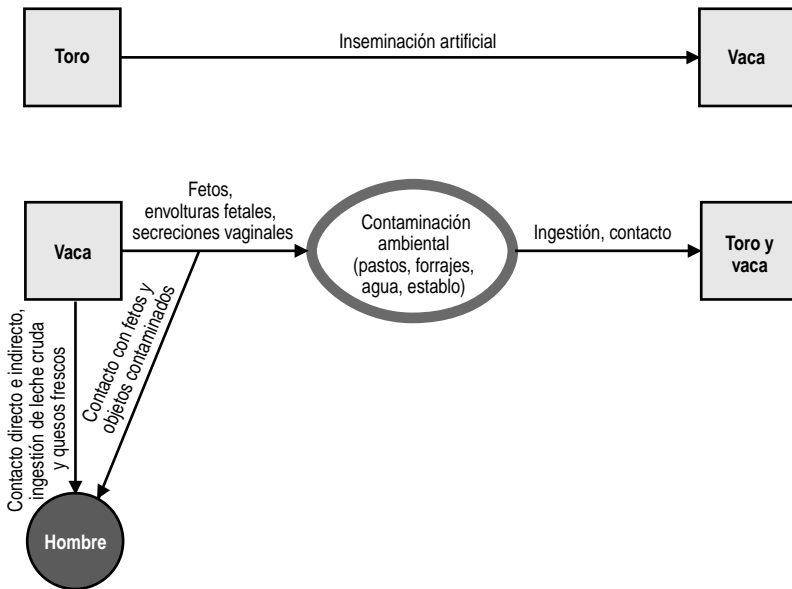 Toro
Inseminación artificial
Vaca
Fetos,
envolturas fetales,
secreciones vaginales
Vaca
Contaminación
ambiental
(pastos, forrajes,
agua, establo)
Ingestión, contacto
Toro y
vaca
Contacto directo e indirecto,
ingestión de leche cruda
y quesos frescos
Contacto con fetos y
objetos contaminados
Hombre